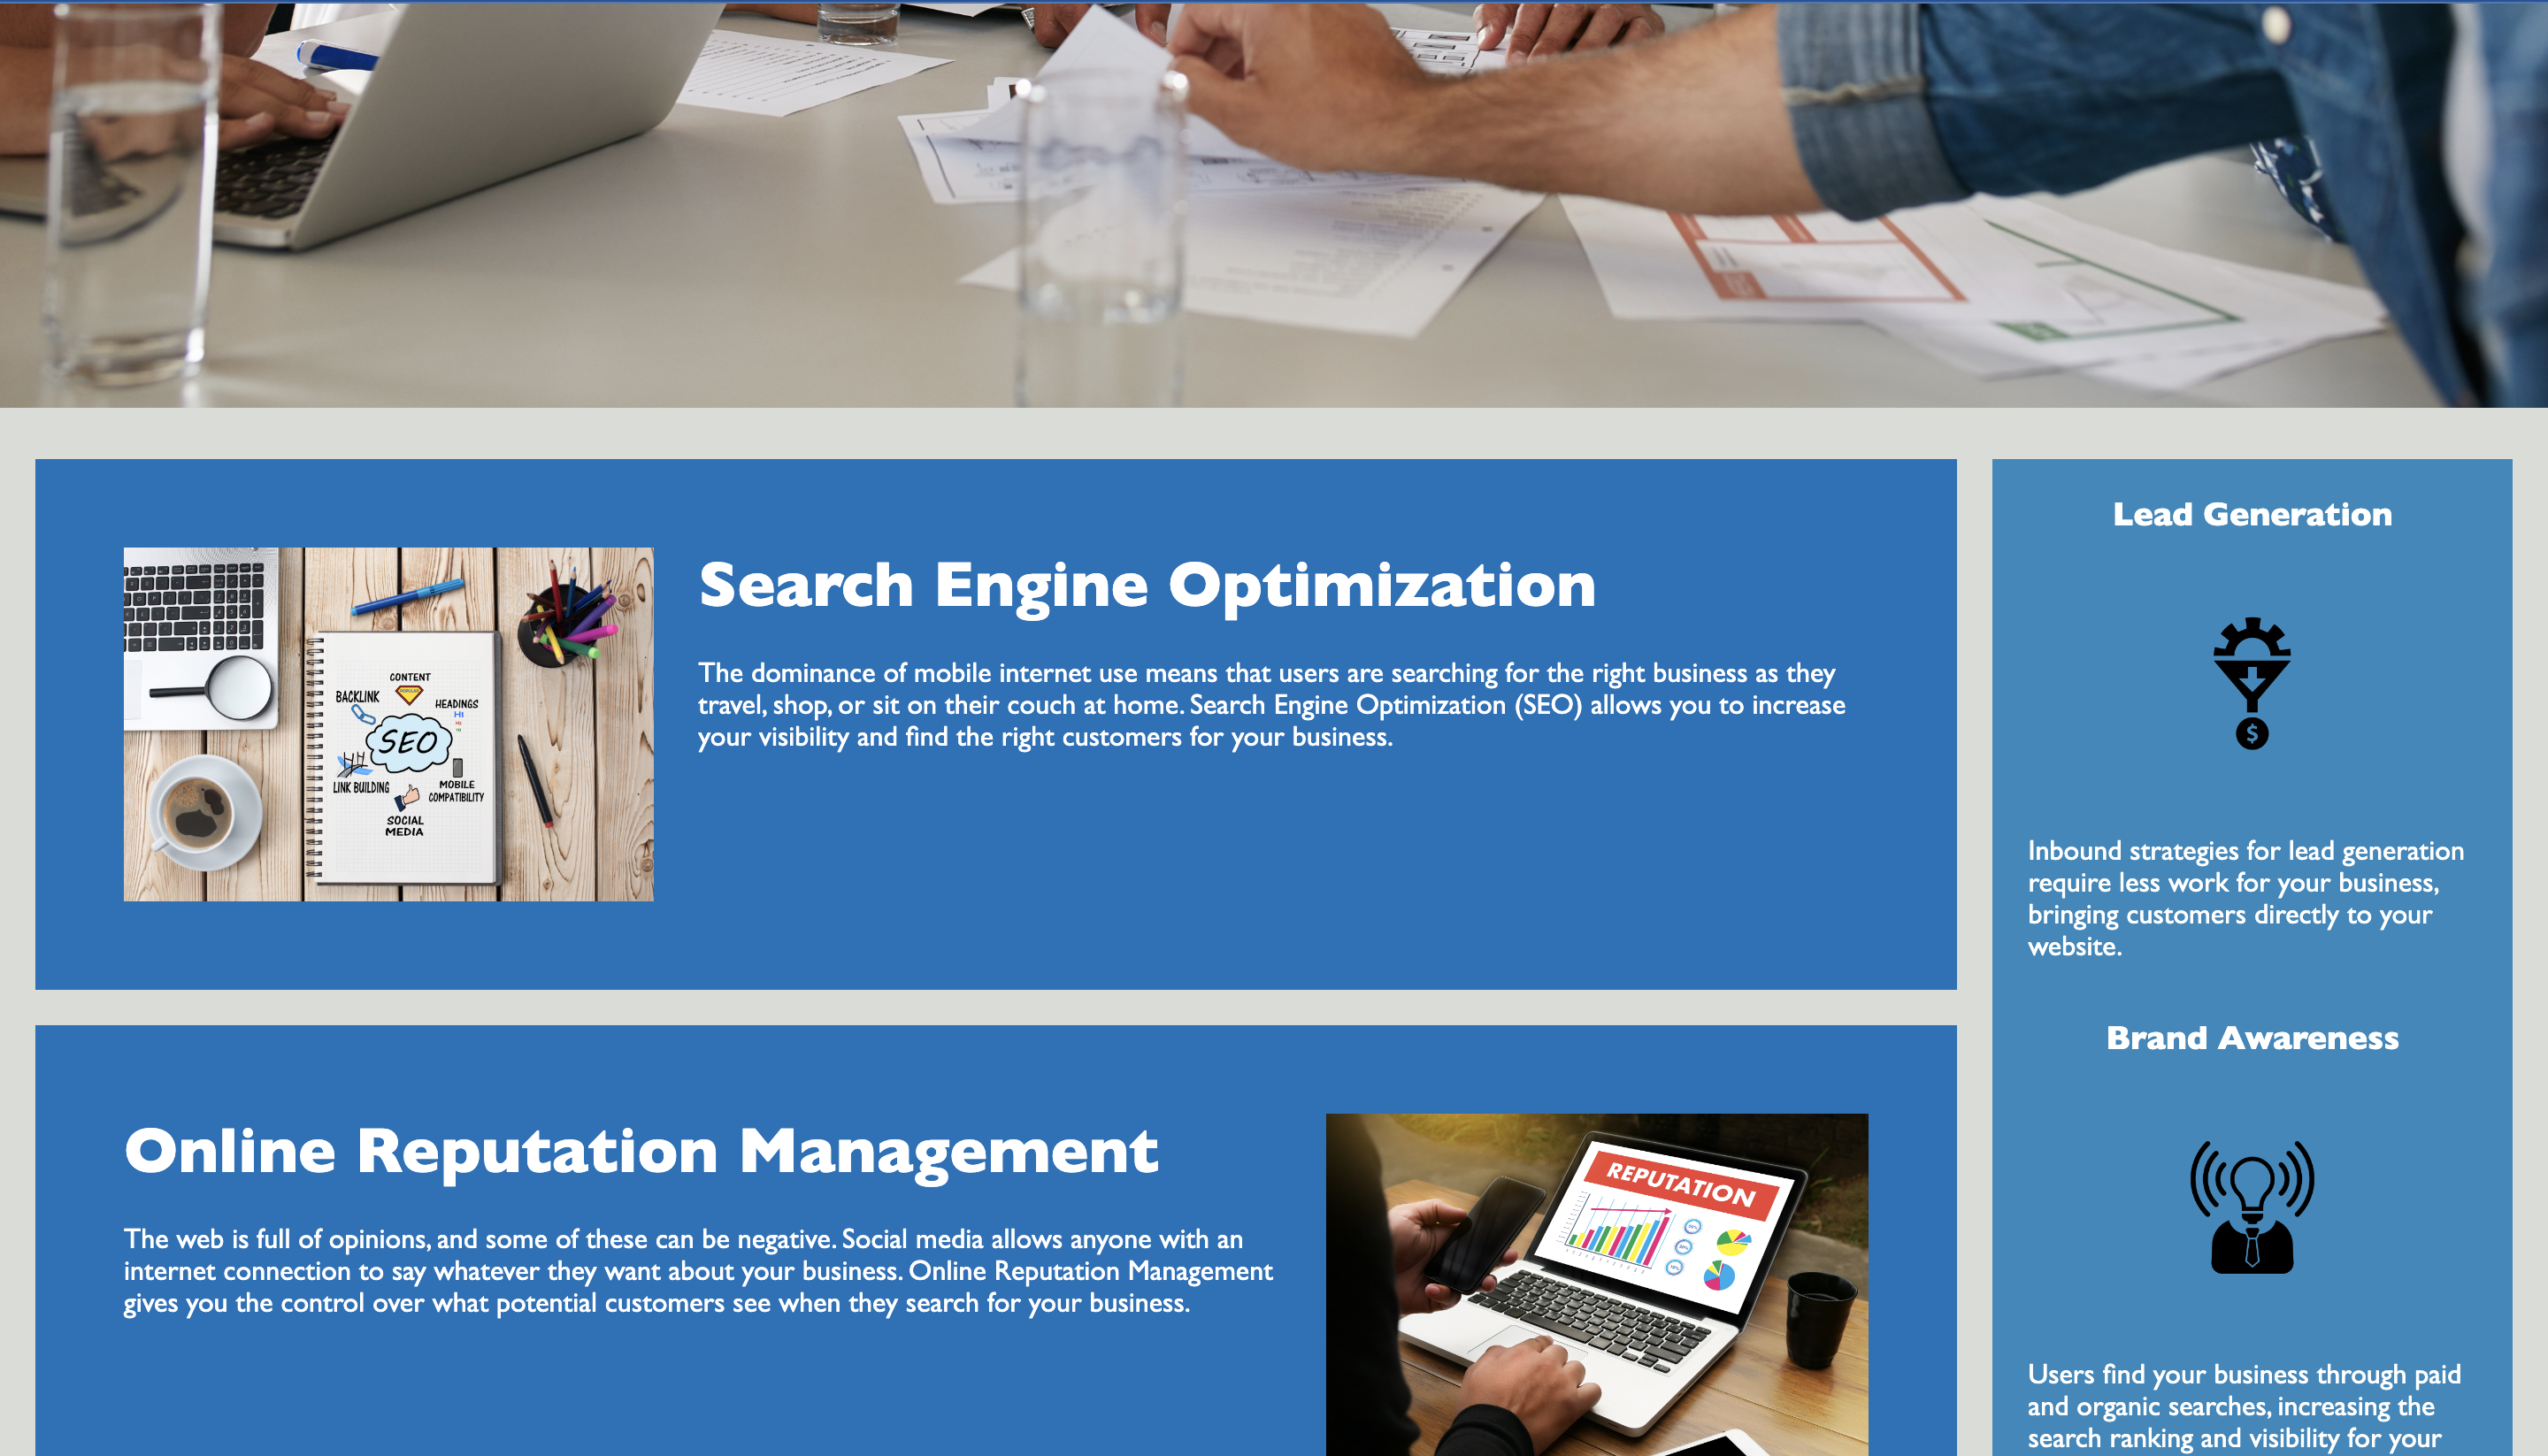 Search Engine Optimization
The dominance of mobile internet use means that users are searching for the right business as they
travel, shop, or sit on their couch at home. Search Engine Optimization (SEO) allows you to increase
your visibility and find the right customers for your business.
CONTENT
BACKLINK
HEADINGS
H1
SEO
LINK BUILDING
MOBILE
COMPATIBILITY
SOCIAL
MEDIA
Online Reputation Management
The web is full of opinions, and some of these can be negative. Social media allows anyone with an
internet connection to say whatever they want about your business. Online Reputation Management
gives you the control over what potential customers see when they search for your business.
REPUTATION
Lead Generation
$
Inbound strategies for lead generation
require less work for your business,
bringing customers directly to your
website.
Brand Awareness
Users find your business through paid
and organic searches, increasing the
search ranking and visibility for your